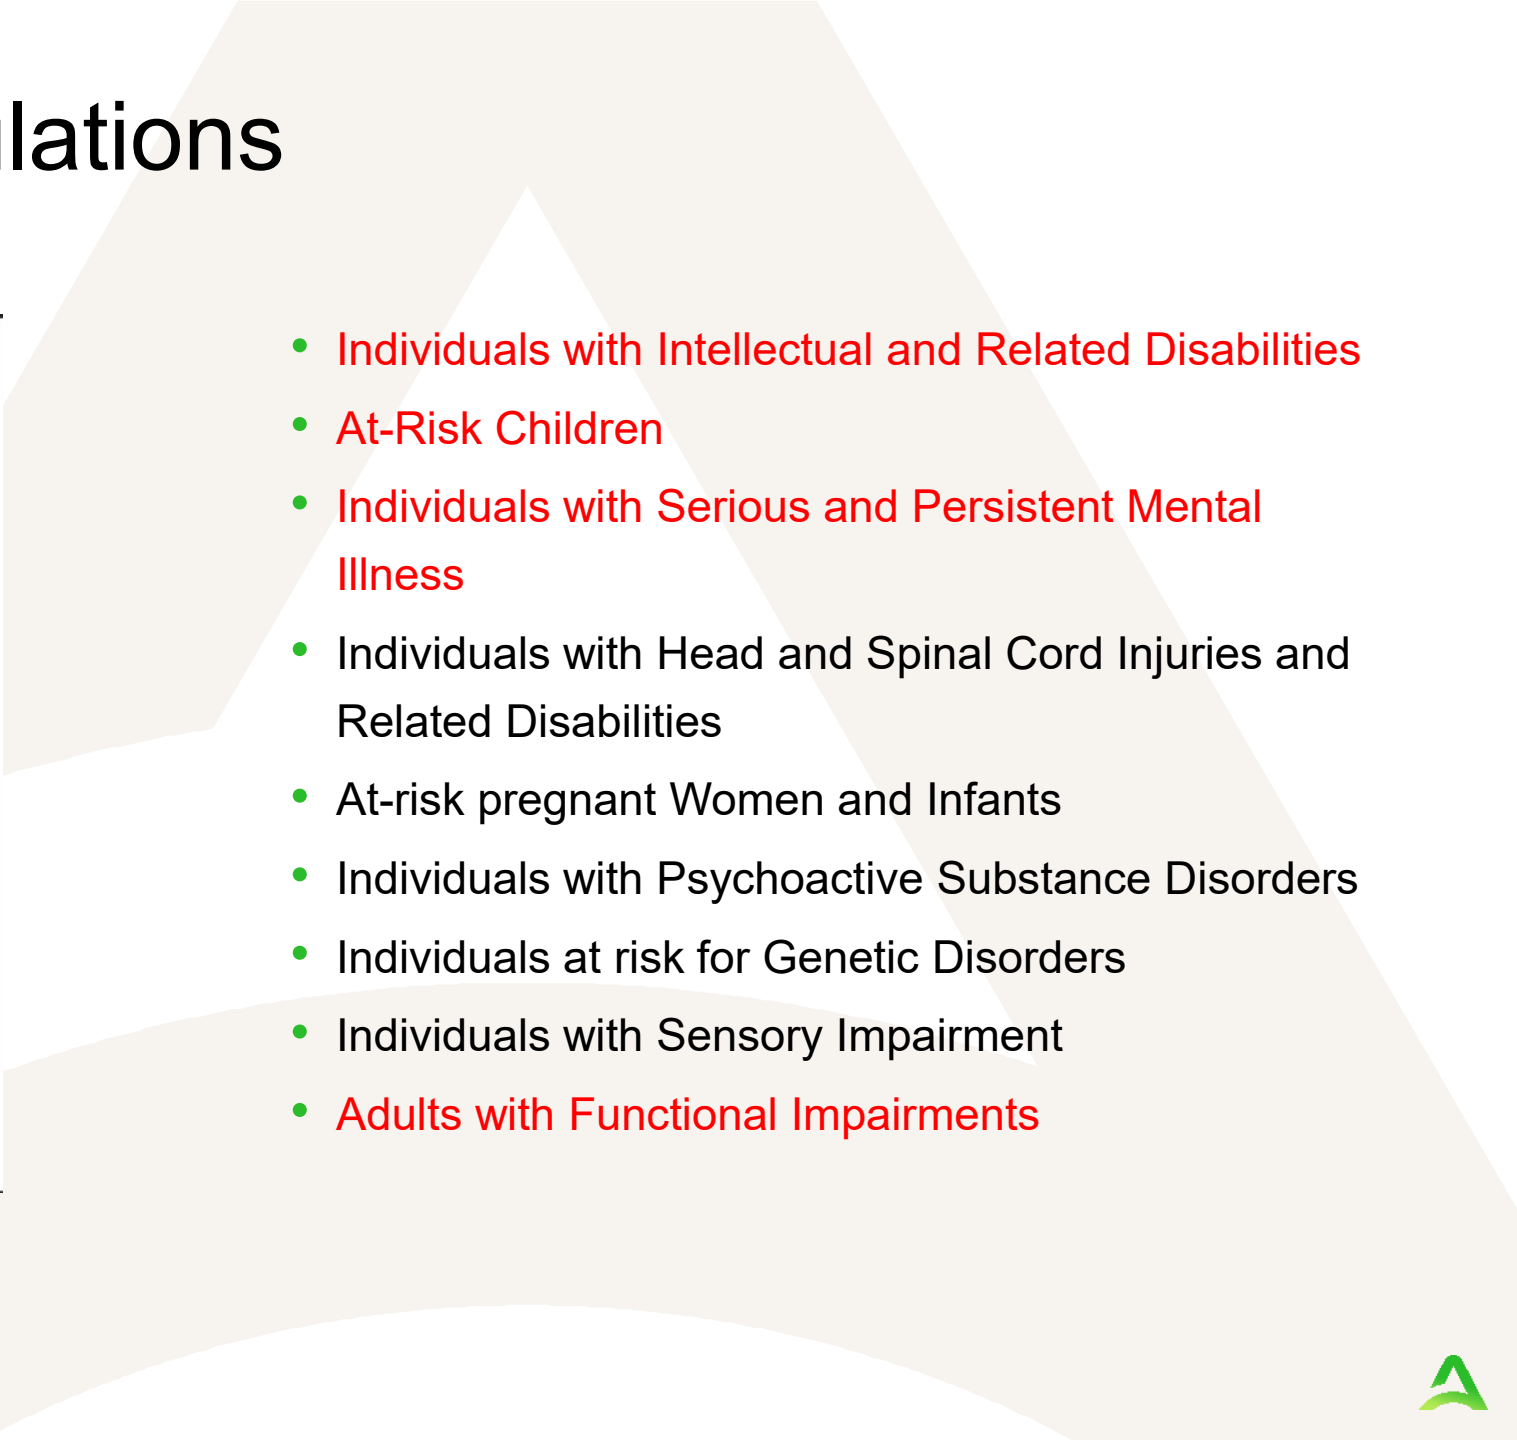 lations
• Individuals with Intellectual and Related Disabilities
• At-Risk Children
• Individuals with Serious and Persistent Mental
Illness
• Individuals with Head and Spinal Cord Injuries and
Related Disabilities
• At-risk pregnant Women and Infants
• Individuals with Psychoactive Substance Disorders
• Individuals at risk for Genetic Disorders
• Individuals with Sensory Impairment
• Adults with Functional Impairments